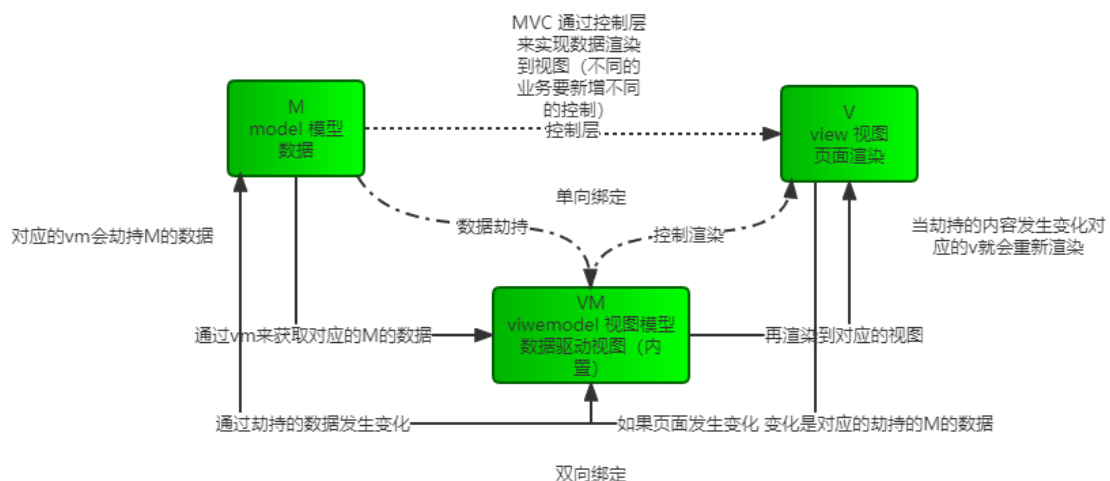 MVC 通过控制层
来实现数据渲染
到视图（不同的
业务要新增不同
的控制）
控制层
M
model 模型
数据
V
view 视图
页面渲染
单向绑定
对应的vm会劫持M的数据
数据劫持
控制渲染
当劫持的内容发生变化对
应的v就会重新渲染
VM
viwemodel 视图模型
数据驱动视图（内
置）
通过vm来获取对应的M的数据
再渲染到对应的视图
通过劫持的数据发生变化
如果页面发生变化 变化是对应的劫持的M的数据
双向绑定